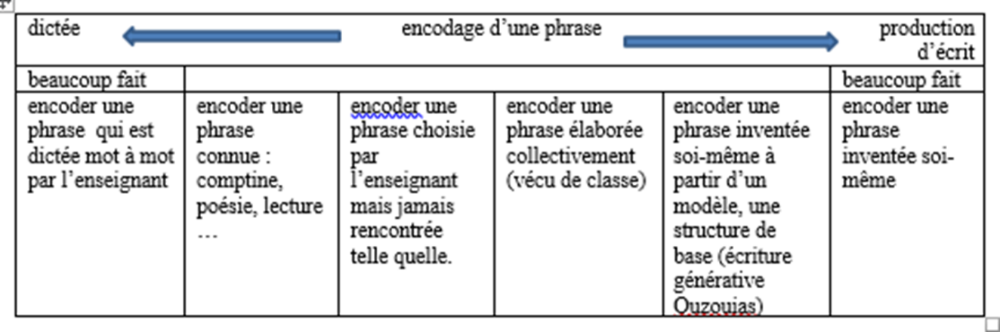 dictée
encodage d’une phrase
production
d’écrit
beaucoup fait
beaucoup fait
encoder une
phrase qui est
dictée mot à mot
par l’enseignant
encoder une
phrase
connue :
comptine,
poésie, lecture
…
encoder une
phrase choisie
par
l’enseignant
mais jamais
rencontrée
telle quelle.
encoder une
phrase élaborée
collectivement
(vécu de classe)
encoder une
phrase inventée
soi-même à
partir d’un
modèle, une
structure de
base (écriture
générative
Ouzouias)
encoder une
phrase
inventée soi-
même